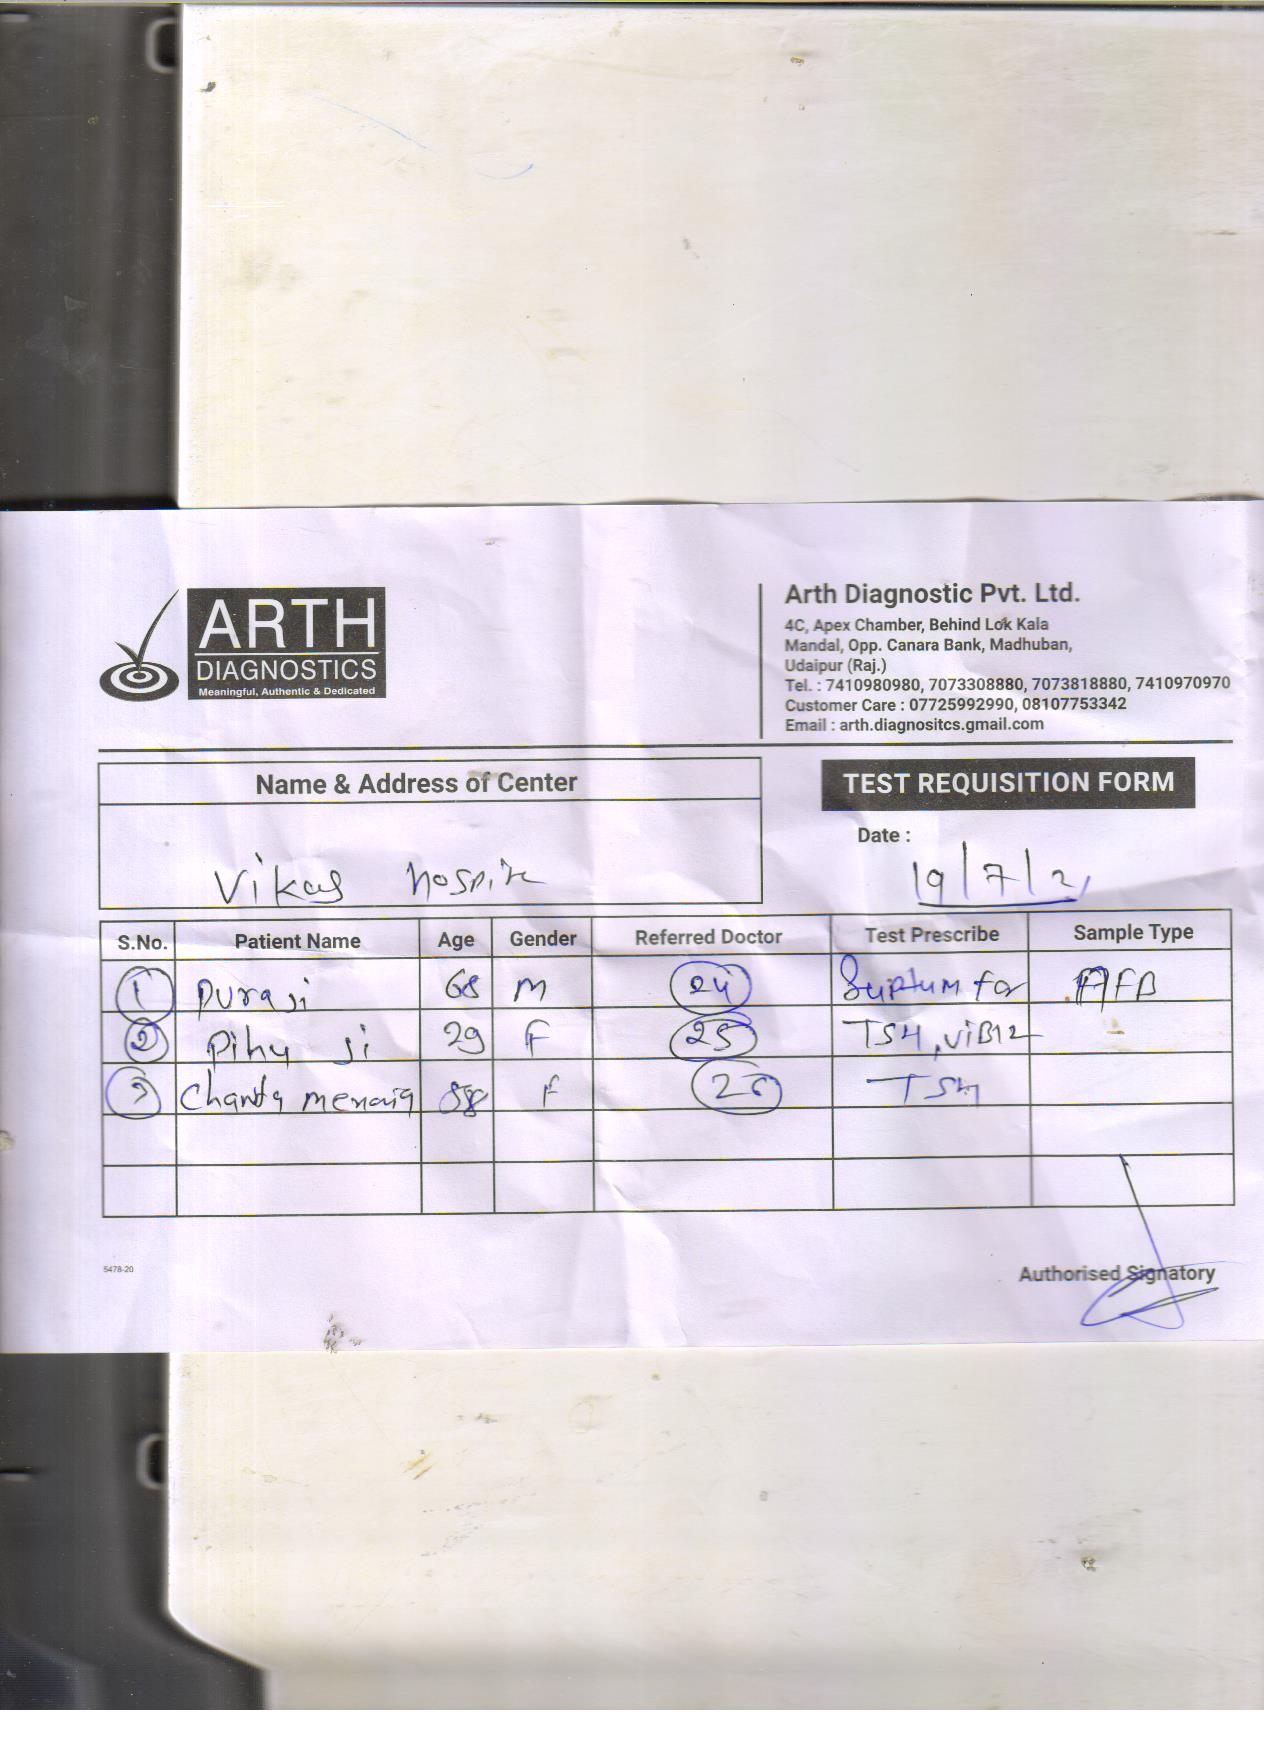 ARTH
DIAGNOSTICS
Meaningful, Authentic & Dedicated
Arth Diagnostic Pvt. Ltd.
4C, Apex Chamber, Behind Lok Kala
Mandal, Opp. Canara Bank, Madhuban,
Udaipur (Raj.)
Tel. : 7410980980, 7073308880, 7073818880, 7410970970
Customer Care : 07725992990, 08107753342
Email : arth.diagnositcs.gmail.com
Name & Address of Center
Vikas
TEST REQUISITION FORM
Date :
19/7/21
S.No. Patient Name Age Gender Referred Doctor Test Prescribe Sample Type
1 Puraji 68 M 24 for AFB
2 Pihu ji 29 F 25 TSH, ViB12
3 Chanda menaria 58 F 26 TSH
5478-20
Authorised Signatory